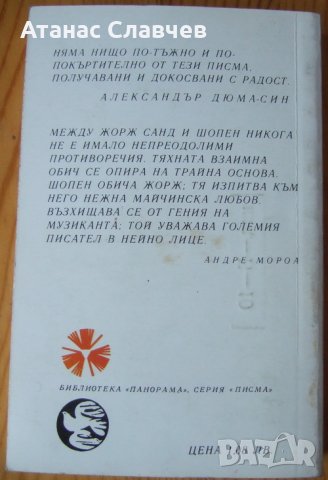 Атанас Славчев
НЯМА НИЩО ПО-ТЪЖНО И ПО-
ПОКЪРТИТЕЛНО ОТ ТЕЗИ ПИСМА,
ПОЛУЧАВАНИ И ДОКОСВАНИ С РАДОСТ.
АЛЕКСАНДЪР ДЮМА-СИН
МЕЖДУ ЖОРЖ САНД И ШОПЕН НИКОГА
НЕ Е ИМАЛО НЕПРЕОДОЛИМИ
ПРОТИВОРЕЧИЯ. ТЯХНАТА ВЗАИМНА
ОБИЧ СЕ ОПИРА НА ТРАЙНА ОСНОВА.
ШОПЕН ОБИЧА ЖОРЖ; ТЯ ИЗПИТВА КЪМ
НЕГО НЕЖНА МАЙЧИНСКА ЛЮБОВ.
ВЪЗХИЩАВА СЕ ОТ ГЕНИЯ НА
МУЗИКАНТА; ТОЙ УВАЖАВА ГОЛЕМИЯ
ПИСАТЕЛ В НЕЙНО ЛИЦЕ.
АНДРЕ МОРОА
БИБЛИОТЕКА «ПАНОРАМА», СЕРИЯ «ПИСМА»
ЦЕНА ЛВ.
BAZAR